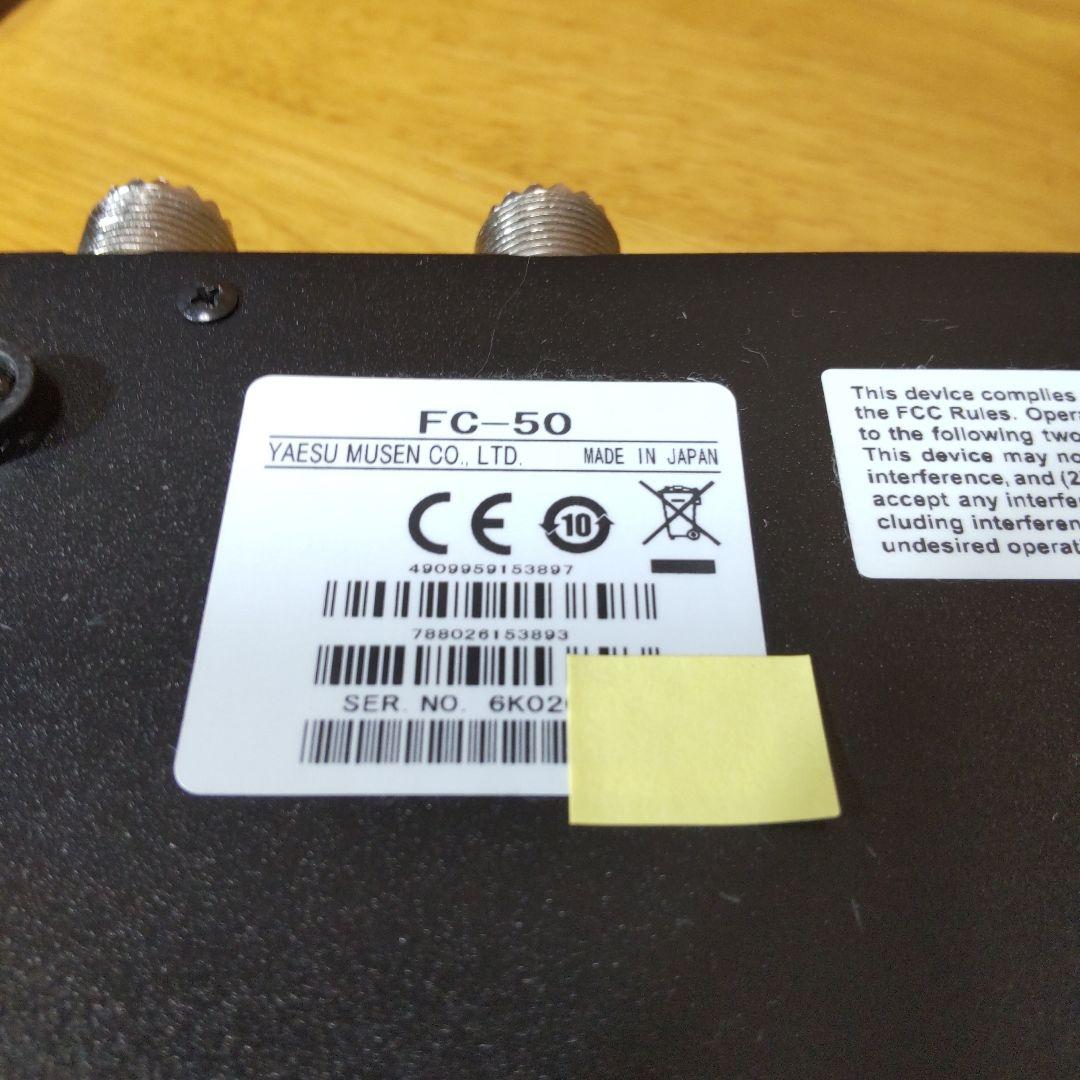 FC-50
YAESU MUSEN CO., LTD. MADE IN JAPAN
CE 10
4909959153897
788026153893
SER. NO. 6K02
This device complies
the FCC Rules. Opera
to the following two
This device may no
interference, and (2
accept any interfe
cluding interferen
undesired operat